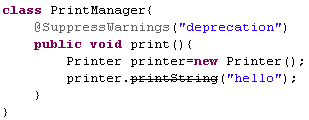 class PrintManager{
@SuppressWarnings("deprecation")
public void print(){
Printer printer=new Printer();
printer.printString("hello");
}
}